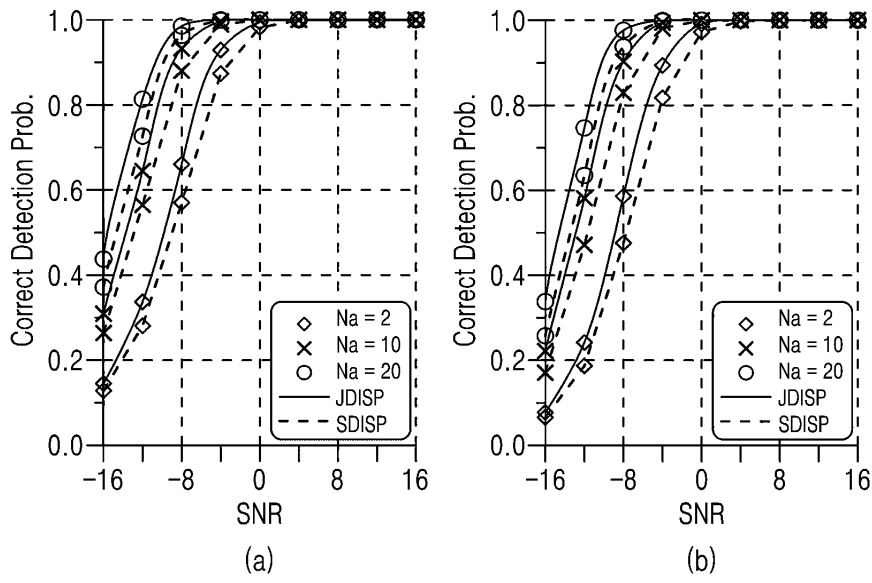 Correct Detection Prob.
1.0
0.8
0.6
0.4
0.2
0.0
Na = 2
Na = 10
Na = 20
JDISP
SDISP
−16
−8
0
8
16
SNR
(a)
Correct Detection Prob.
1.0
0.8
0.6
0.4
0.2
0.0
Na = 2
Na = 10
Na = 20
JDISP
SDISP
−16
−8
0
8
16
SNR
(b)